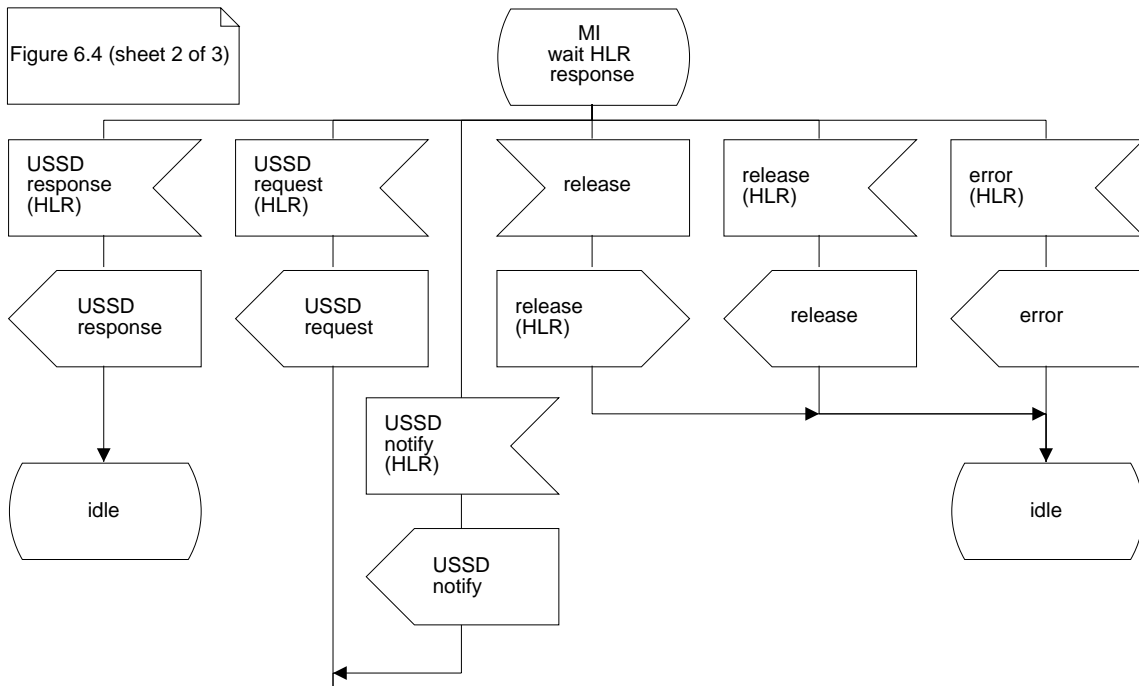 Figure 6.4 (sheet 2 of 3)
MI
wait HLR
response
USSD
response
(HLR)
USSD
request
(HLR)
release
release
(HLR)
error
(HLR)
USSD
response
USSD
request
release
(HLR)
release
error
USSD
notify
(HLR)
idle
idle
USSD
notify